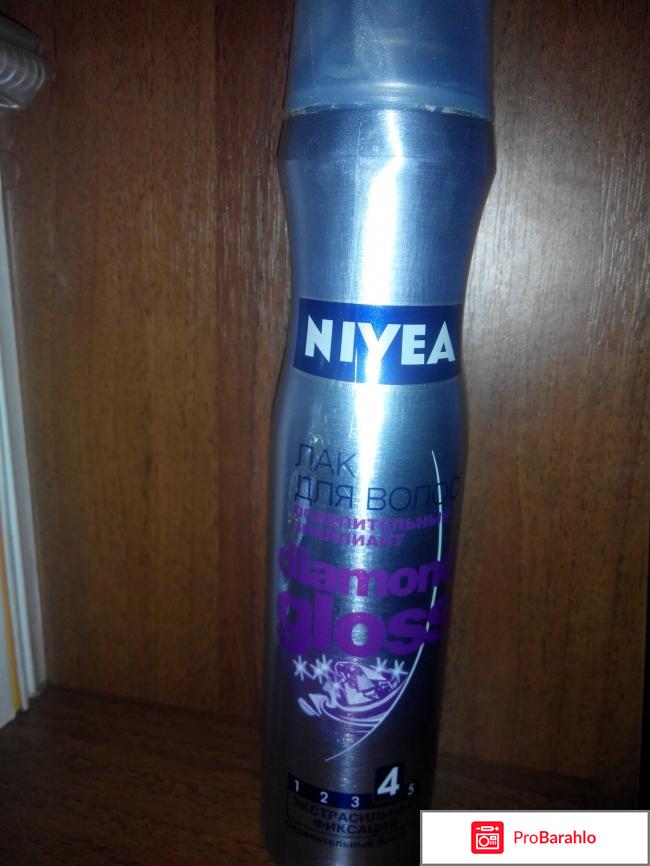 NIVEA
ЛАК
ДЛЯ ВОЛОС
ОСЛЕПИТЕЛЬНЫЙ
БРИЛЛИАНТ
diamond
gloss
1 2 3 4 5
ЭКСТРАСИЛЬНАЯ
ФИКСАЦИЯ
ProBarahlo